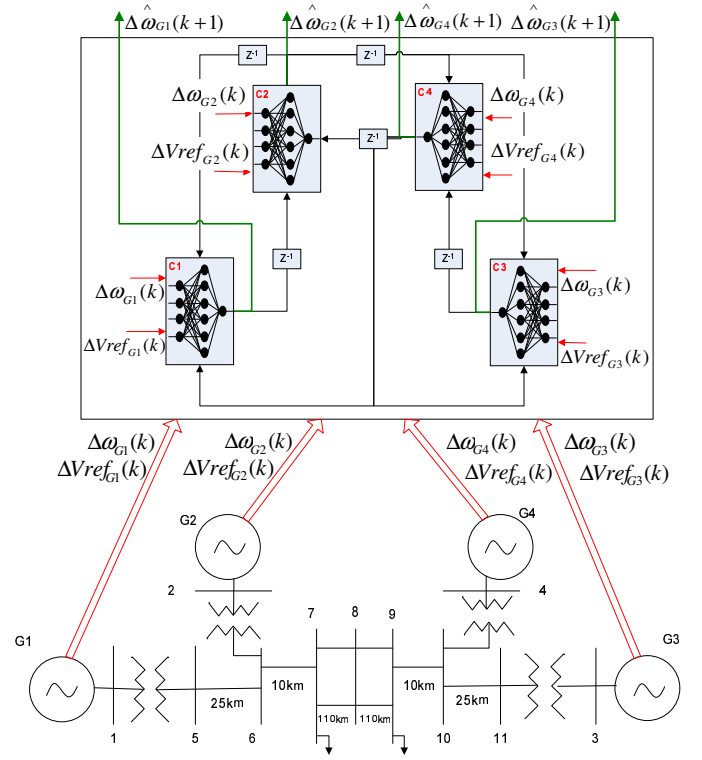 Δω̂G1(k+1) Δω̂G2(k+1) Δω̂G4(k+1) Δω̂G3(k+1)
Z-1 Z-1
C2 C4
ΔωG2(k) ΔωG4(k)
Z-1
ΔVrefG2(k) ΔVrefG4(k)
Z-1 Z-1
C1 C3
ΔωG1(k) ΔωG3(k)
ΔVrefG1(k) ΔVrefG3(k)
ΔωG1(k) ΔωG2(k) ΔωG4(k) ΔωG3(k)
ΔVrefG1(k) ΔVrefG2(k) ΔVrefG4(k) ΔVrefG3(k)
G2 G4
2 4
7 8 9
G1 G3
10km 10km
25km 25km
110km 110km
1 5 6 10 11 3